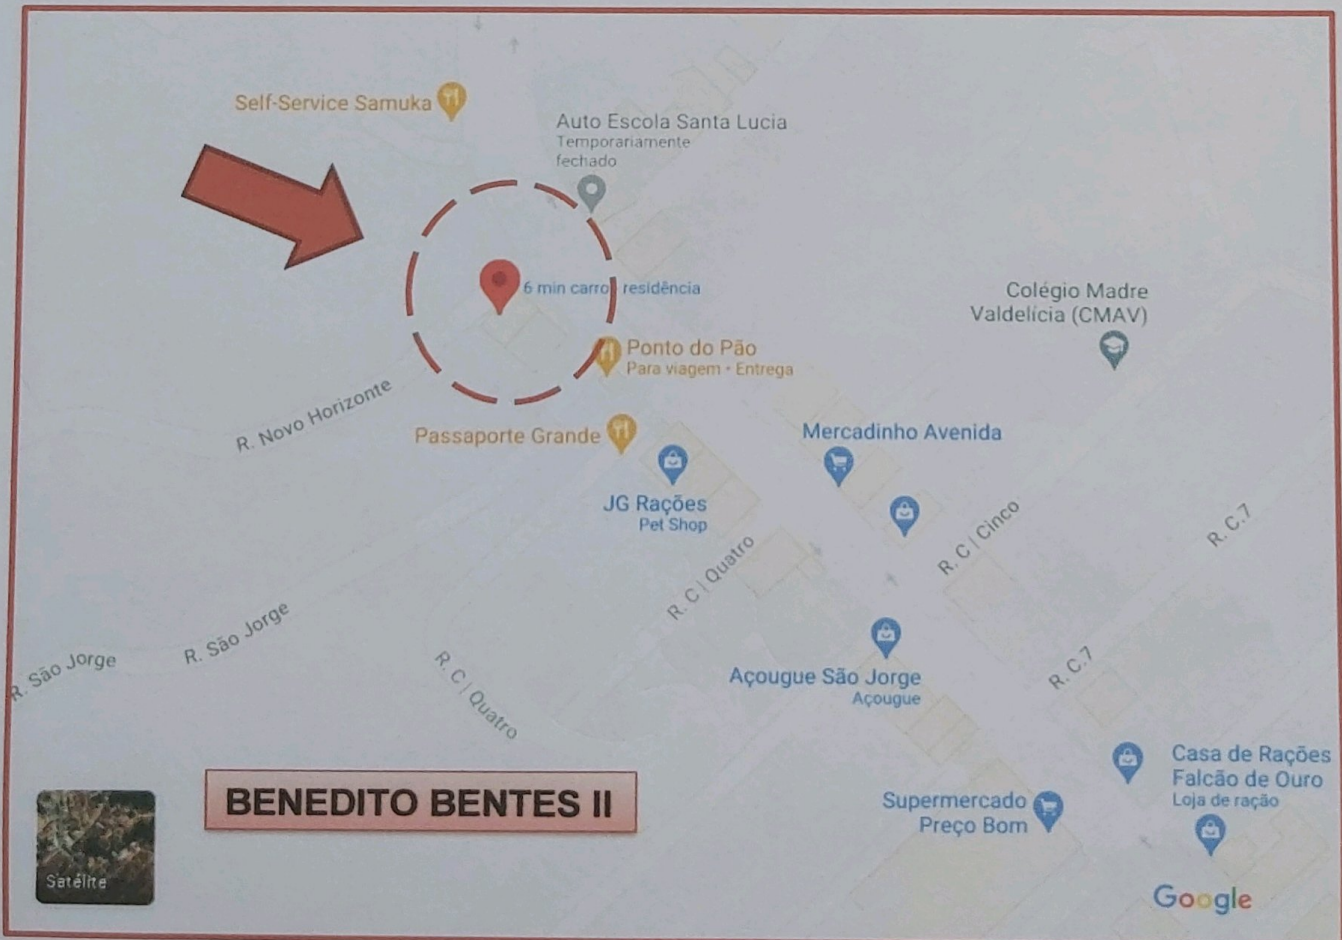 Self-Service Samuka
Auto Escola Santa Lucia
Temporariamente
fechado
6 min carro residência
Colégio Madre
Valdelícia (CMAV)
Ponto do Pão
Para viagem • Entrega
R. Novo Horizonte
Passaporte Grande
Mercadinho Avenida
JG Rações
Pet Shop
R. C | Cinco
R. C.7
R. C | Quatro
R. São Jorge
R. São Jorge
R. C | Quatro
R. C.7
Açougue São Jorge
Açougue
Casa de Rações
Falcão de Ouro
Loja de ração
BENEDITO BENTES II
Supermercado
Preço Bom
Satélite
Google